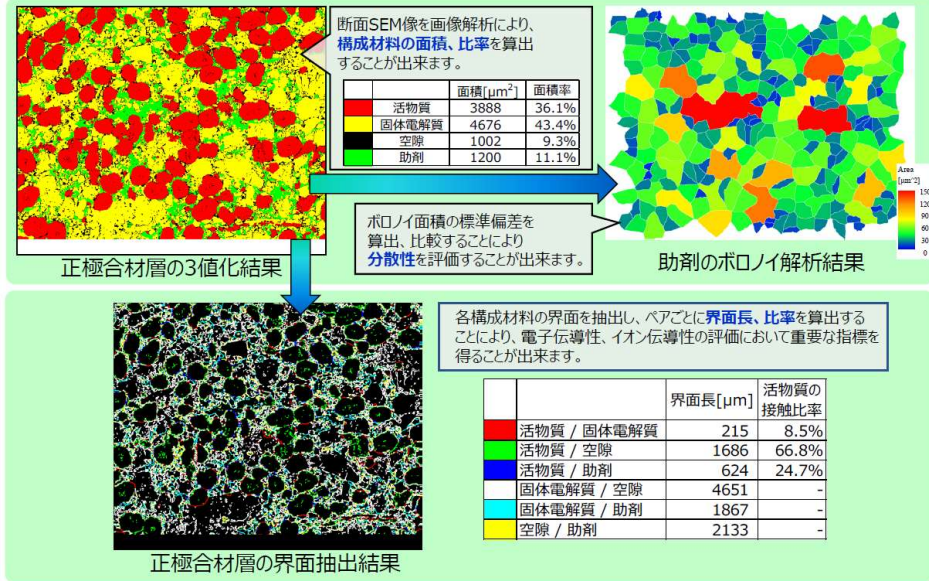 断面SEM像を画像解析により、
構成材料の面積、比率を算出
することが出来ます。
面積[μm²] 面積率
活物質 3888 36.1%
固体電解質 4676 43.4%
空隙 1002 9.3%
助剤 1200 11.1%
正極合材層の3値化結果
ボロノイ面積の標準偏差を
算出、比較することにより
分散性を評価することが出来ます。
Area
[μm^2]
150
120
90
60
30
0
助剤のボロノイ解析結果
正極合材層の界面抽出結果
各構成材料の界面を抽出し、ペアごとに界面長、比率を算出する
ことにより、電子伝導性、イオン伝導性の評価において重要な指標を
得ることが出来ます。
界面長[μm] 活物質の
接触比率
活物質 / 固体電解質 215 8.5%
活物質 / 空隙 1686 66.8%
活物質 / 助剤 624 24.7%
固体電解質 / 空隙 4651 -
固体電解質 / 助剤 1867 -
空隙 / 助剤 2133 -